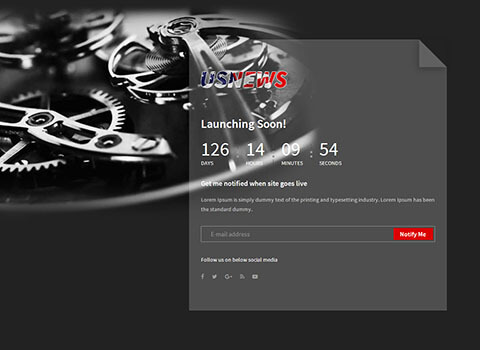 USNEWS
Launching Soon!
126 : 14 : 09 : 54
DAYS HOURS MINUTES SECONDS
Get me notified when site goes live
Lorem Ipsum is simply dummy text of the printing and typesetting industry. Lorem Ipsum has been
the standard dummy.
E-mail address Notify Me
Follow us on below social media